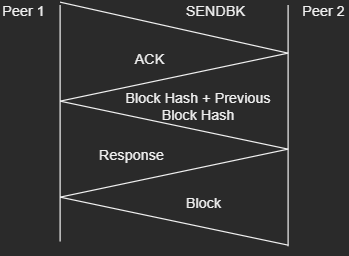 Peer 1
SENDBK
Peer 2
ACK
Block Hash + Previous
Block Hash
Response
Block